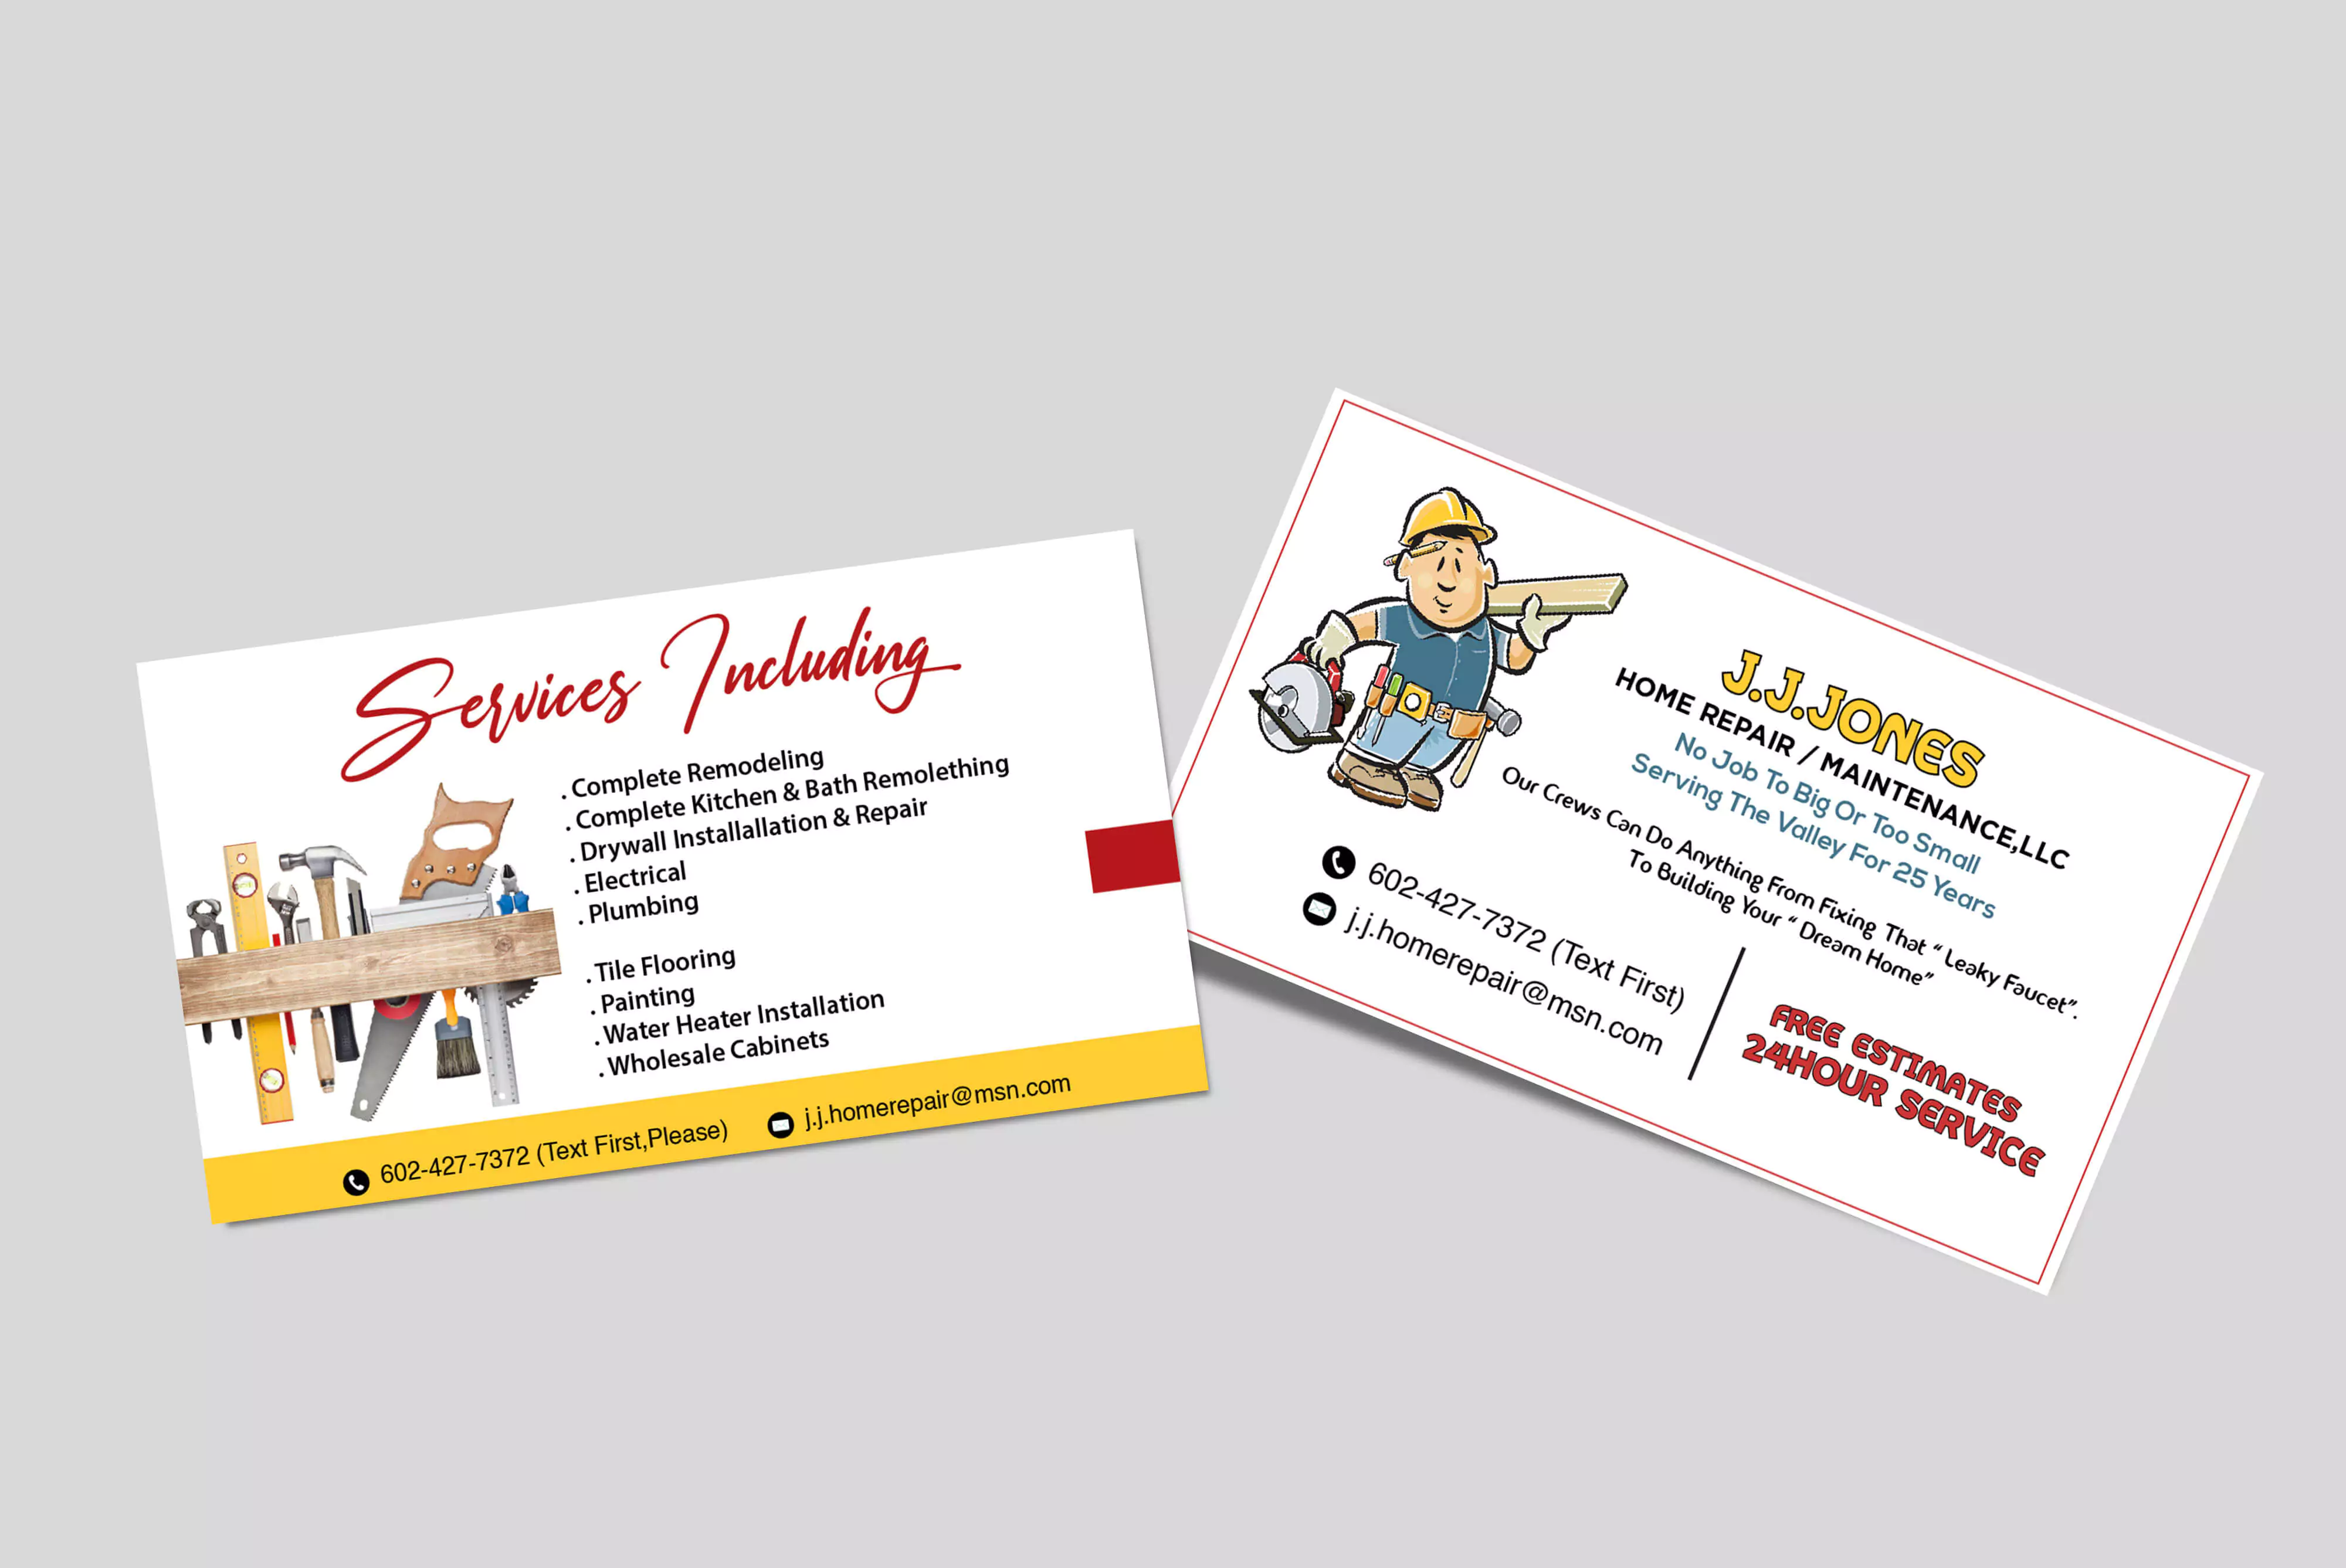 Services Including
. Complete Remodeling
. Complete Kitchen & Bath Remolething
. Drywall Installallation & Repair
. Electrical
. Plumbing
. Tile Flooring
. Painting
. Water Heater Installation
. Wholesale Cabinets
602-427-7372 (Text First,Please) j.j.homerepair@msn.com
J.J.JONES
HOME REPAIR / MAINTENANCE,LLC
No Job To Big Or Too Small
Serving The Valley For 25 Years
Our Crews Can Do Anything From Fixing That “ Leaky Faucet”.
To Building Your “ Dream Home”
602-427-7372 (Text First)
j.j.homerepair@msn.com
FREE ESTIMATES
24HOUR SERVICE